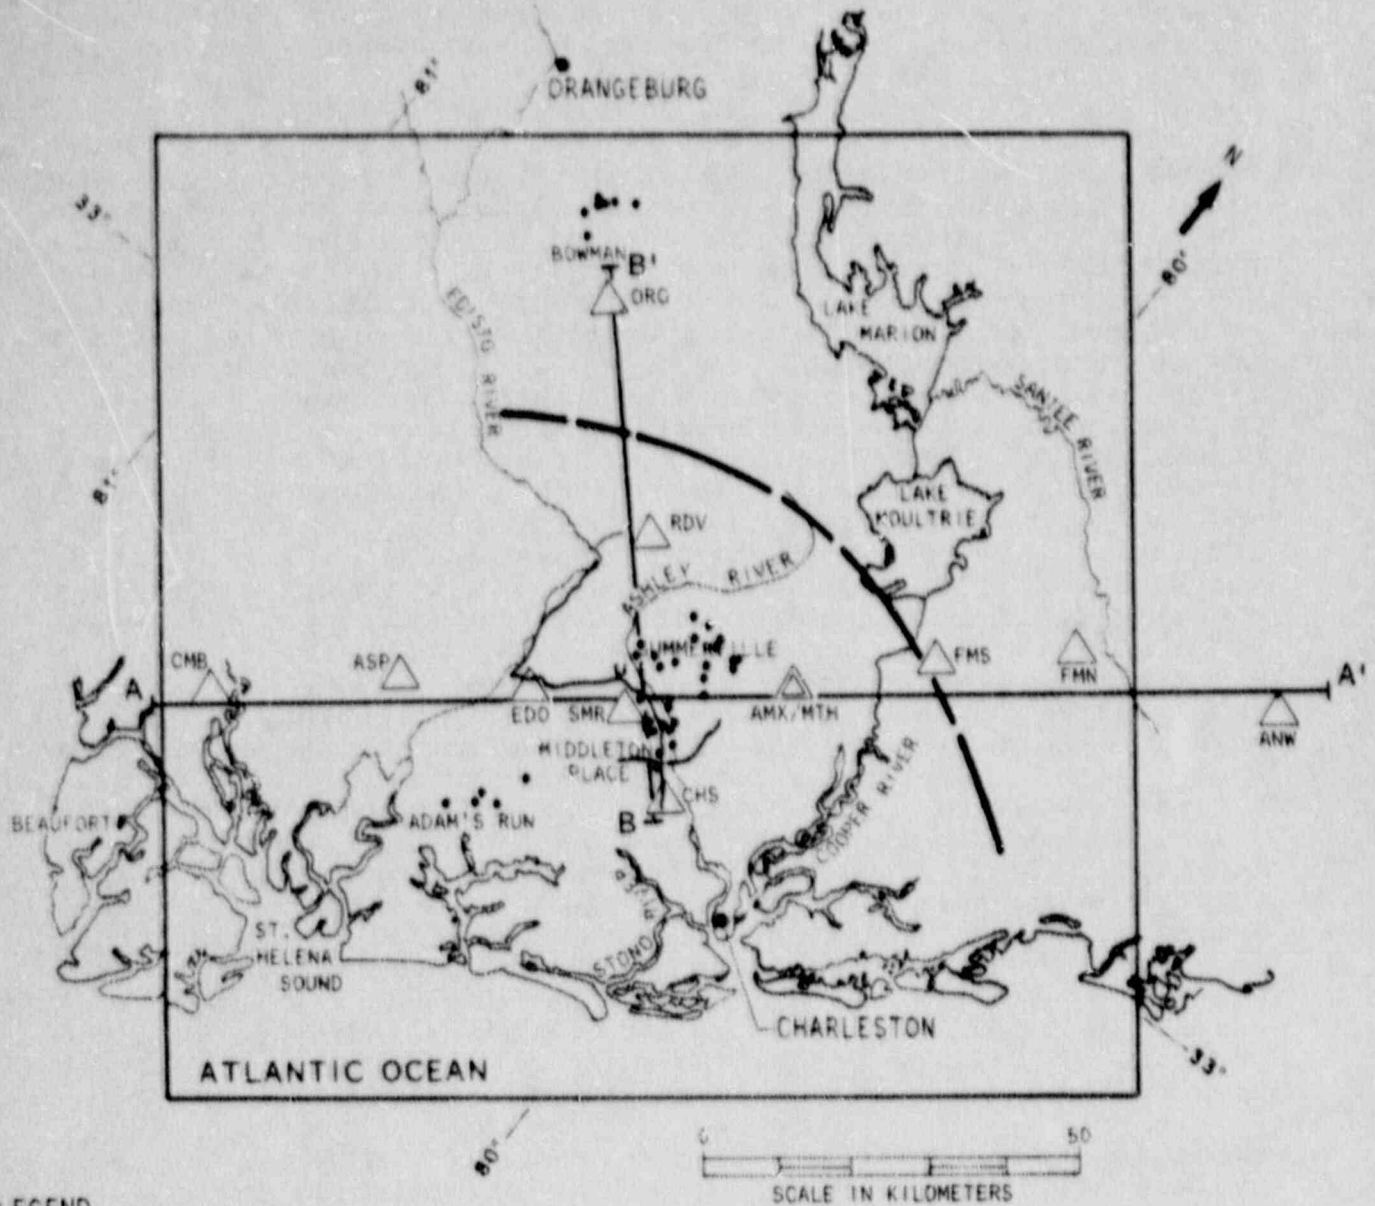 81°
ORANGEBURG
33°
N
80°
BOWMAN
B'
ORG
EDISTO RIVER
LAKE
MARION
SANTEE RIVER
81°
RDV
LAKE
MOULTRIE
ASHLEY RIVER
SUMMERVILLE
CMB
ASP
FMS
FMN
A
A'
EDO
SMR
AMX/MTH
ANW
MIDDLETON
PLACE
CHS
COOPER RIVER
BEAUFORT
ADAM'S RUN
B
STONO RIVER
ST.
HELENA
SOUND
CHARLESTON
ATLANTIC OCEAN
33°
80°
0 50
SCALE IN KILOMETERS